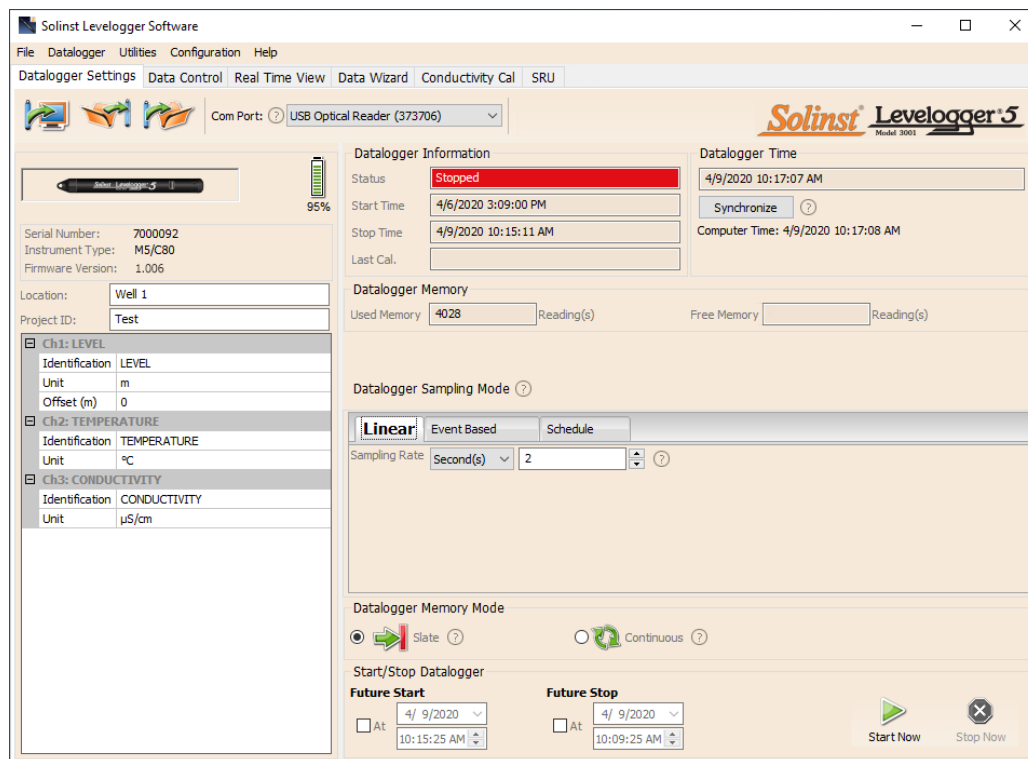 Solinst Levelogger Software
File Datalogger Utilities Configuration Help
Datalogger Settings Data Control Real Time View Data Wizard Conductivity Cal SRU
Com Port: ? USB Optical Reader (373706)
Solinst® Levelogger® 5
Model 3001
Solinst Levelogger® 5
95%
Serial Number: 7000092
Instrument Type: M5/C80
Firmware Version: 1.006
Location: Well 1
Project ID: Test
Ch1: LEVEL
Identification LEVEL
Unit m
Offset (m) 0
Ch2: TEMPERATURE
Identification TEMPERATURE
Unit ºC
Ch3: CONDUCTIVITY
Identification CONDUCTIVITY
Unit µS/cm
Datalogger Information
Status Stopped
Start Time 4/6/2020 3:09:00 PM
Stop Time 4/9/2020 10:15:11 AM
Last Cal.
Datalogger Time
4/9/2020 10:17:07 AM
Synchronize ?
Computer Time: 4/9/2020 10:17:08 AM
Datalogger Memory
Used Memory 4028 Reading(s) Free Memory Reading(s)
Datalogger Sampling Mode ?
Linear Event Based Schedule
Sampling Rate Second(s) 2 ?
Datalogger Memory Mode
Slate ? Continuous ?
Start/Stop Datalogger
Future Start Future Stop
At 4/ 9/2020 At 4/ 9/2020
10:15:25 AM 10:09:25 AM
Start Now Stop Now